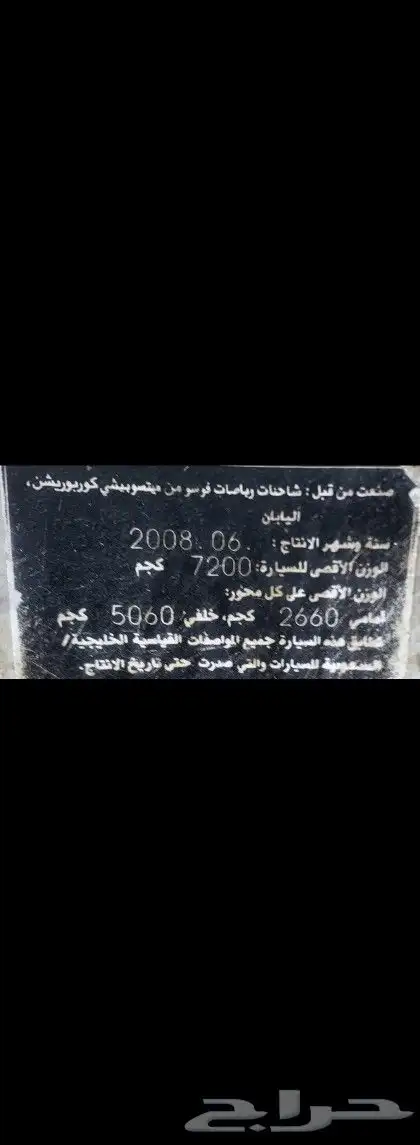 صنعت من قبل : شاحنات وباصات فوسو من ميتسوبيشي كوربوريشن،
اليابان
سنة وشهر الانتاج : 2008.06.
الوزن الأقصى للسيارة: 7200 كجم
الوزن الأقصى على كل محور:
أمامي 2660 كجم، خلفي 5060 كجم
تطابق هذه السيارة جميع المواصفات القياسية الخليجية/
السعودية للسيارات والتي صدرت حتى تاريخ الانتاج.
حراج